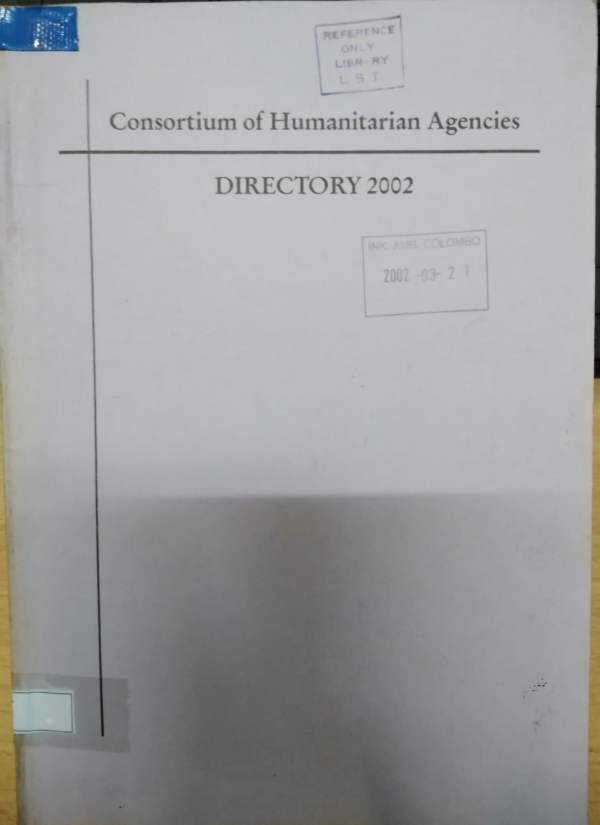 REFERENCE
ONLY
LIBRARY
L S T
Consortium of Humanitarian Agencies
DIRECTORY 2002
INK. AMB. COLOMBO
2002 -03- 2 1